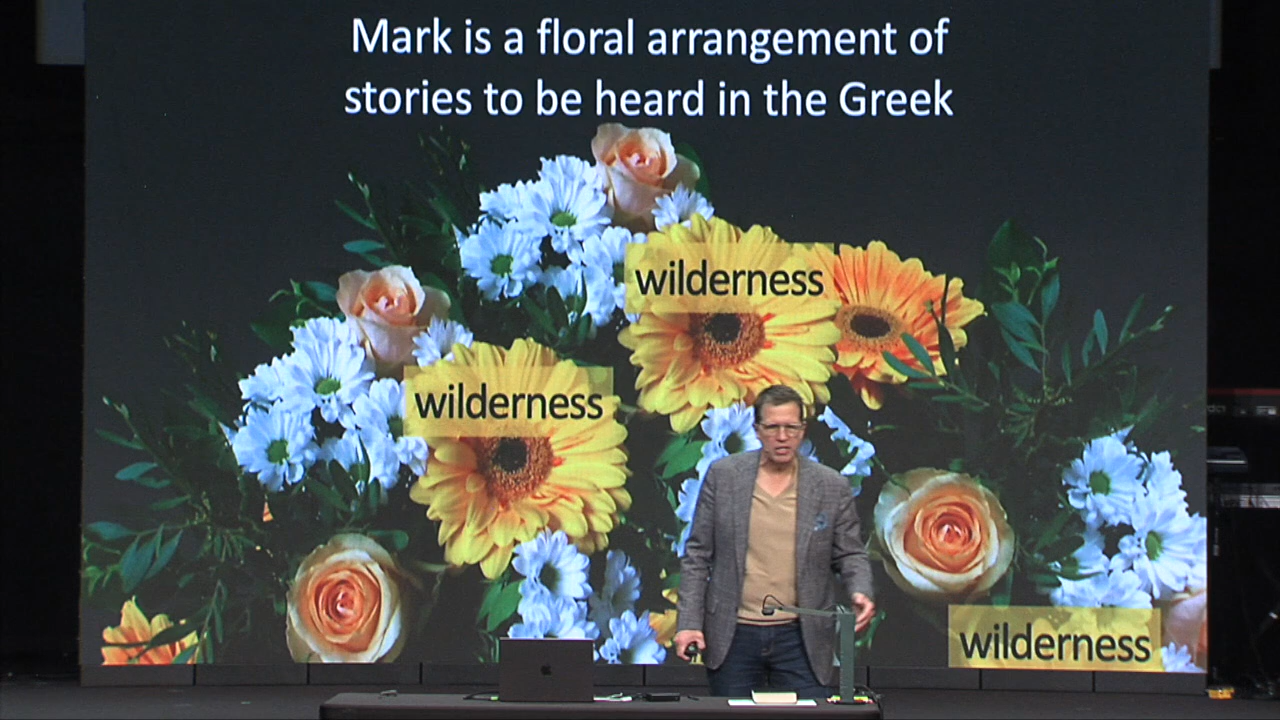 Mark is a floral arrangement of
stories to be heard in the Greek
wilderness
wilderness
wilderness